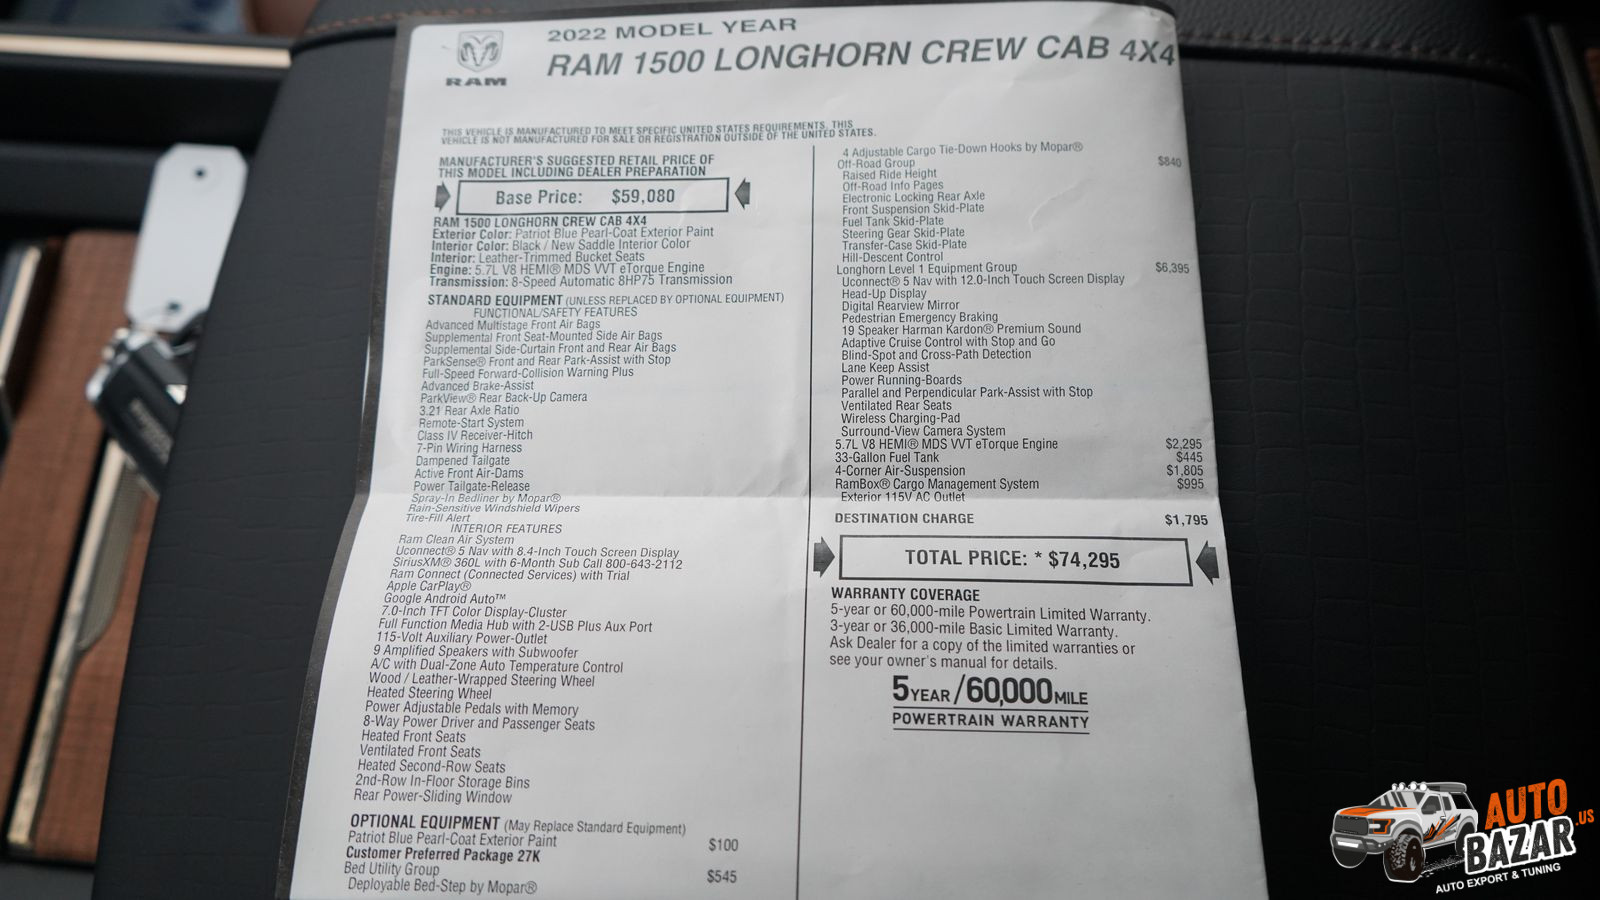 RAM
2022 MODEL YEAR
RAM 1500 LONGHORN CREW CAB 4X4
THIS VEHICLE IS MANUFACTURED TO MEET SPECIFIC UNITED STATES REQUIREMENTS. THIS
VEHICLE IS NOT MANUFACTURED FOR SALE OR REGISTRATION OUTSIDE OF THE UNITED STATES.
MANUFACTURER'S SUGGESTED RETAIL PRICE OF
THIS MODEL INCLUDING DEALER PREPARATION
Base Price: $59,080
RAM 1500 LONGHORN CREW CAB 4X4
Exterior Color: Patriot Blue Pearl-Coat Exterior Paint
Interior Color: Black / New Saddle Interior Color
Interior: Leather-Trimmed Bucket Seats
Engine: 5.7L V8 HEMI® MDS VVT eTorque Engine
Transmission: 8-Speed Automatic 8HP75 Transmission
STANDARD EQUIPMENT (UNLESS REPLACED BY OPTIONAL EQUIPMENT)
FUNCTIONAL/SAFETY FEATURES
Advanced Multistage Front Air Bags
Supplemental Front Seat-Mounted Side Air Bags
Supplemental Side-Curtain Front and Rear Air Bags
ParkSense® Front and Rear Park-Assist with Stop
Full-Speed Forward-Collision Warning Plus
Advanced Brake-Assist
ParkView® Rear Back-Up Camera
3.21 Rear Axle Ratio
Remote-Start System
Class IV Receiver-Hitch
7-Pin Wiring Harness
Dampened Tailgate
Active Front Air-Dams
Power Tailgate-Release
Spray-In Bedliner by Mopar®
Rain-Sensitive Windshield Wipers
Tire-Fill Alert
INTERIOR FEATURES
Ram Clean Air System
Uconnect® 5 Nav with 8.4-Inch Touch Screen Display
SiriusXM® 360L with 6-Month Sub Call 800-643-2112
Ram Connect (Connected Services) with Trial
Apple CarPlay®
Google Android Auto™
7.0-Inch TFT Color Display-Cluster
Full Function Media Hub with 2-USB Plus Aux Port
115-Volt Auxiliary Power-Outlet
9 Amplified Speakers with Subwoofer
A/C with Dual-Zone Auto Temperature Control
Wood / Leather-Wrapped Steering Wheel
Heated Steering Wheel
Power Adjustable Pedals with Memory
8-Way Power Driver and Passenger Seats
Heated Front Seats
Ventilated Front Seats
Heated Second-Row Seats
2nd-Row In-Floor Storage Bins
Rear Power-Sliding Window
OPTIONAL EQUIPMENT (May Replace Standard Equipment)
Patriot Blue Pearl-Coat Exterior Paint $100
Customer Preferred Package 27K
Bed Utility Group $545
Deployable Bed-Step by Mopar®
4 Adjustable Cargo Tie-Down Hooks by Mopar®
Off-Road Group $840
Raised Ride Height
Off-Road Info Pages
Electronic Locking Rear Axle
Front Suspension Skid-Plate
Fuel Tank Skid-Plate
Steering Gear Skid-Plate
Transfer-Case Skid-Plate
Hill-Descent Control
Longhorn Level 1 Equipment Group $6,395
Uconnect® 5 Nav with 12.0-Inch Touch Screen Display
Head-Up Display
Digital Rearview Mirror
Pedestrian Emergency Braking
19 Speaker Harman Kardon® Premium Sound
Adaptive Cruise Control with Stop and Go
Blind-Spot and Cross-Path Detection
Lane Keep Assist
Power Running-Boards
Parallel and Perpendicular Park-Assist with Stop
Ventilated Rear Seats
Wireless Charging-Pad
Surround-View Camera System
5.7L V8 HEMI® MDS VVT eTorque Engine $2,295
33-Gallon Fuel Tank $445
4-Corner Air-Suspension $1,805
RamBox® Cargo Management System $995
Exterior 115V AC Outlet
DESTINATION CHARGE $1,795
TOTAL PRICE: * $74,295
WARRANTY COVERAGE
5-year or 60,000-mile Powertrain Limited Warranty.
3-year or 36,000-mile Basic Limited Warranty.
Ask Dealer for a copy of the limited warranties or
see your owner's manual for details.
5 YEAR / 60,000 MILE
POWERTRAIN WARRANTY
AUTO
BAZAR.US
AUTO EXPORT & TUNING